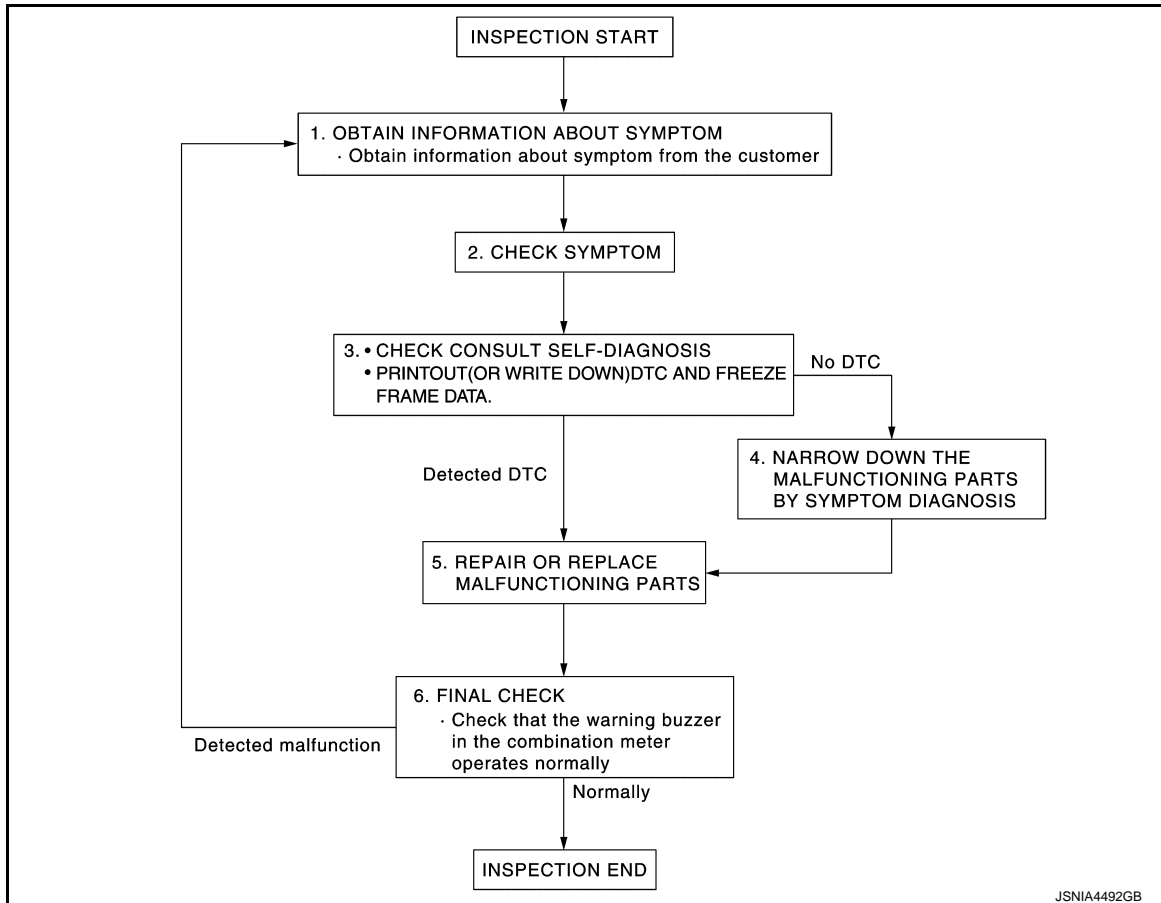 INSPECTION START
1. OBTAIN INFORMATION ABOUT SYMPTOM
· Obtain information about symptom from the customer
2. CHECK SYMPTOM
3. • CHECK CONSULT SELF-DIAGNOSIS
• PRINTOUT(OR WRITE DOWN)DTC AND FREEZE
FRAME DATA.
No DTC
4. NARROW DOWN THE
MALFUNCTIONING PARTS
BY SYMPTOM DIAGNOSIS
Detected DTC
5. REPAIR OR REPLACE
MALFUNCTIONING PARTS
6. FINAL CHECK
· Check that the warning buzzer
in the combination meter
operates normally
Detected malfunction
Normally
INSPECTION END
JSNIA4492GB